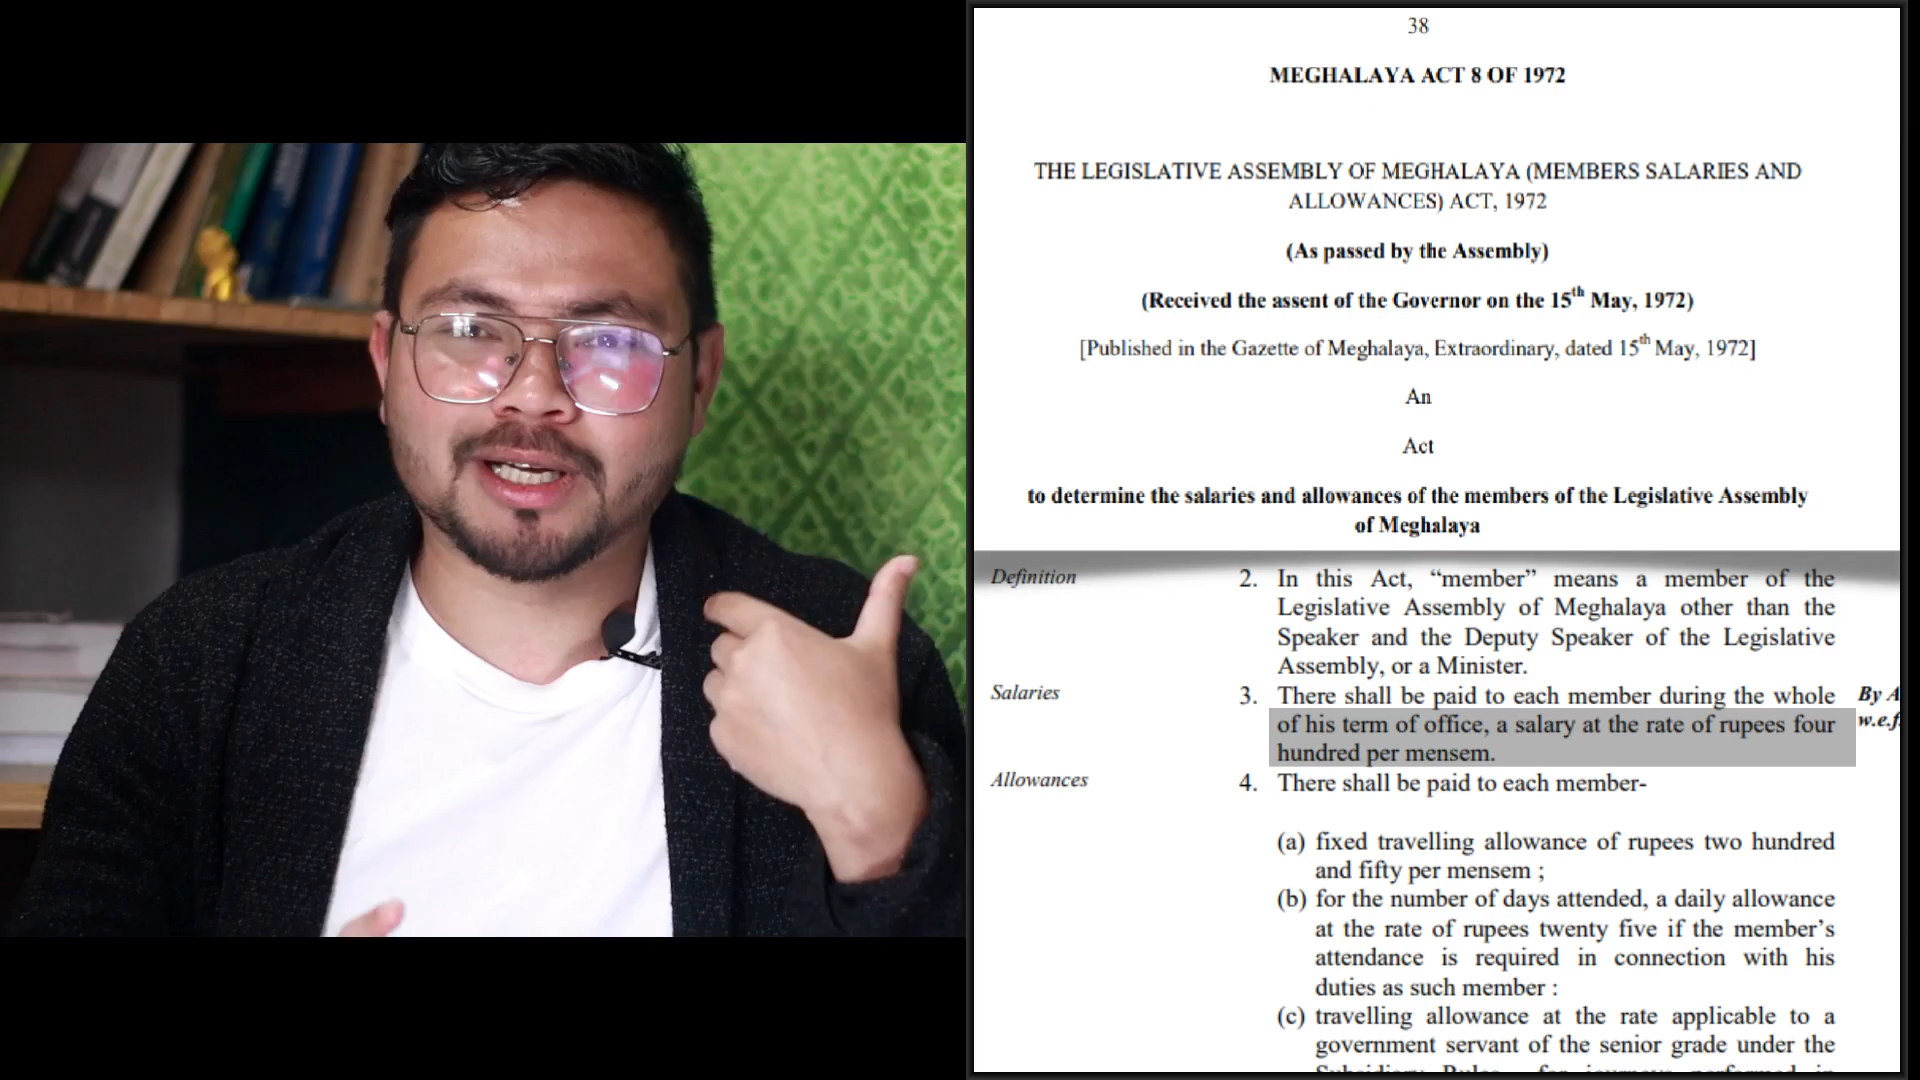 38
MEGHALAYA ACT 8 OF 1972
THE LEGISLATIVE ASSEMBLY OF MEGHALAYA (MEMBERS SALARIES AND
ALLOWANCES) ACT, 1972
(As passed by the Assembly)
(Received the assent of the Governor on the 15th May, 1972)
[Published in the Gazette of Meghalaya, Extraordinary, dated 15th May, 1972]
An
Act
to determine the salaries and allowances of the members of the Legislative Assembly
of Meghalaya
Definition 2. In this Act, “member” means a member of the
Legislative Assembly of Meghalaya other than the
Speaker and the Deputy Speaker of the Legislative
Assembly, or a Minister.
Salaries 3. There shall be paid to each member during the whole By A
of his term of office, a salary at the rate of rupees four w.e.f.
hundred per mensem.
Allowances 4. There shall be paid to each member-
(a) fixed travelling allowance of rupees two hundred
and fifty per mensem ;
(b) for the number of days attended, a daily allowance
at the rate of rupees twenty five if the member’s
attendance is required in connection with his
duties as such member :
(c) travelling allowance at the rate applicable to a
government servant of the senior grade under the